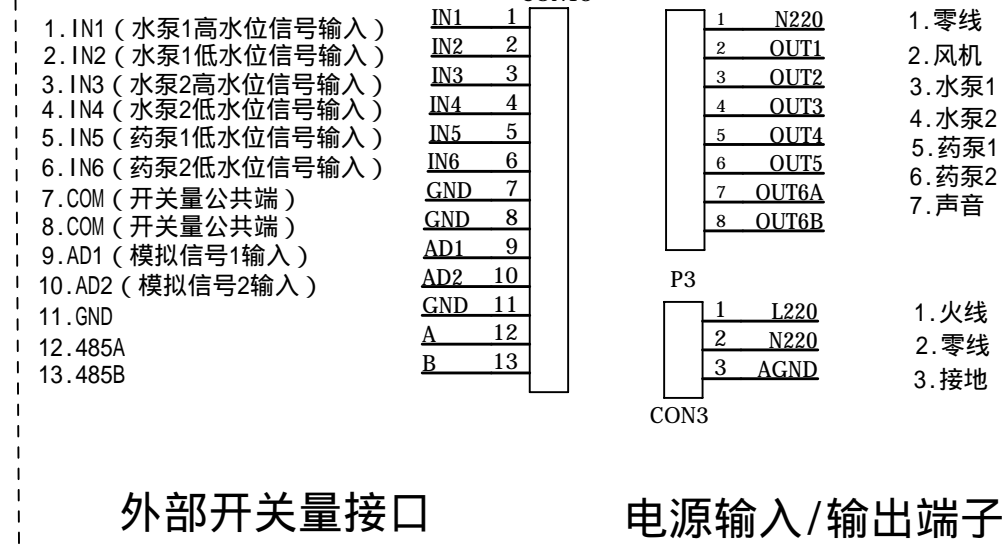 1.IN1（水泵1高水位信号输入）
2.IN2（水泵1低水位信号输入）
3.IN3（水泵2高水位信号输入）
4.IN4（水泵2低水位信号输入）
5.IN5（药泵1低水位信号输入）
6.IN6（药泵2低水位信号输入）
7.COM（开关量公共端）
8.COM（开关量公共端）
9.AD1（模拟信号1输入）
10.AD2（模拟信号2输入）
11.GND
12.485A
13.485B
IN1 1
IN2 2
IN3 3
IN4 4
IN5 5
IN6 6
GND 7
GND 8
AD1 9
AD2 10
GND 11
A 12
B 13
1 N220
2 OUT1
3 OUT2
4 OUT3
5 OUT4
6 OUT5
7 OUT6A
8 OUT6B
1.零线
2.风机
3.水泵1
4.水泵2
5.药泵1
6.药泵2
7.声音
P3
1 L220
2 N220
3 AGND
CON3
1.火线
2.零线
3.接地
外部开关量接口
电源输入/输出端子